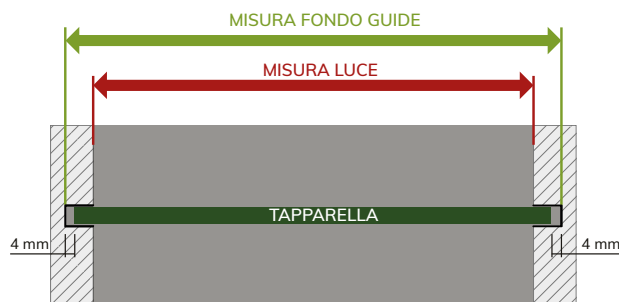 MISURA FONDO GUIDE
MISURA LUCE
TAPPARELLA
4 mm
4 mm